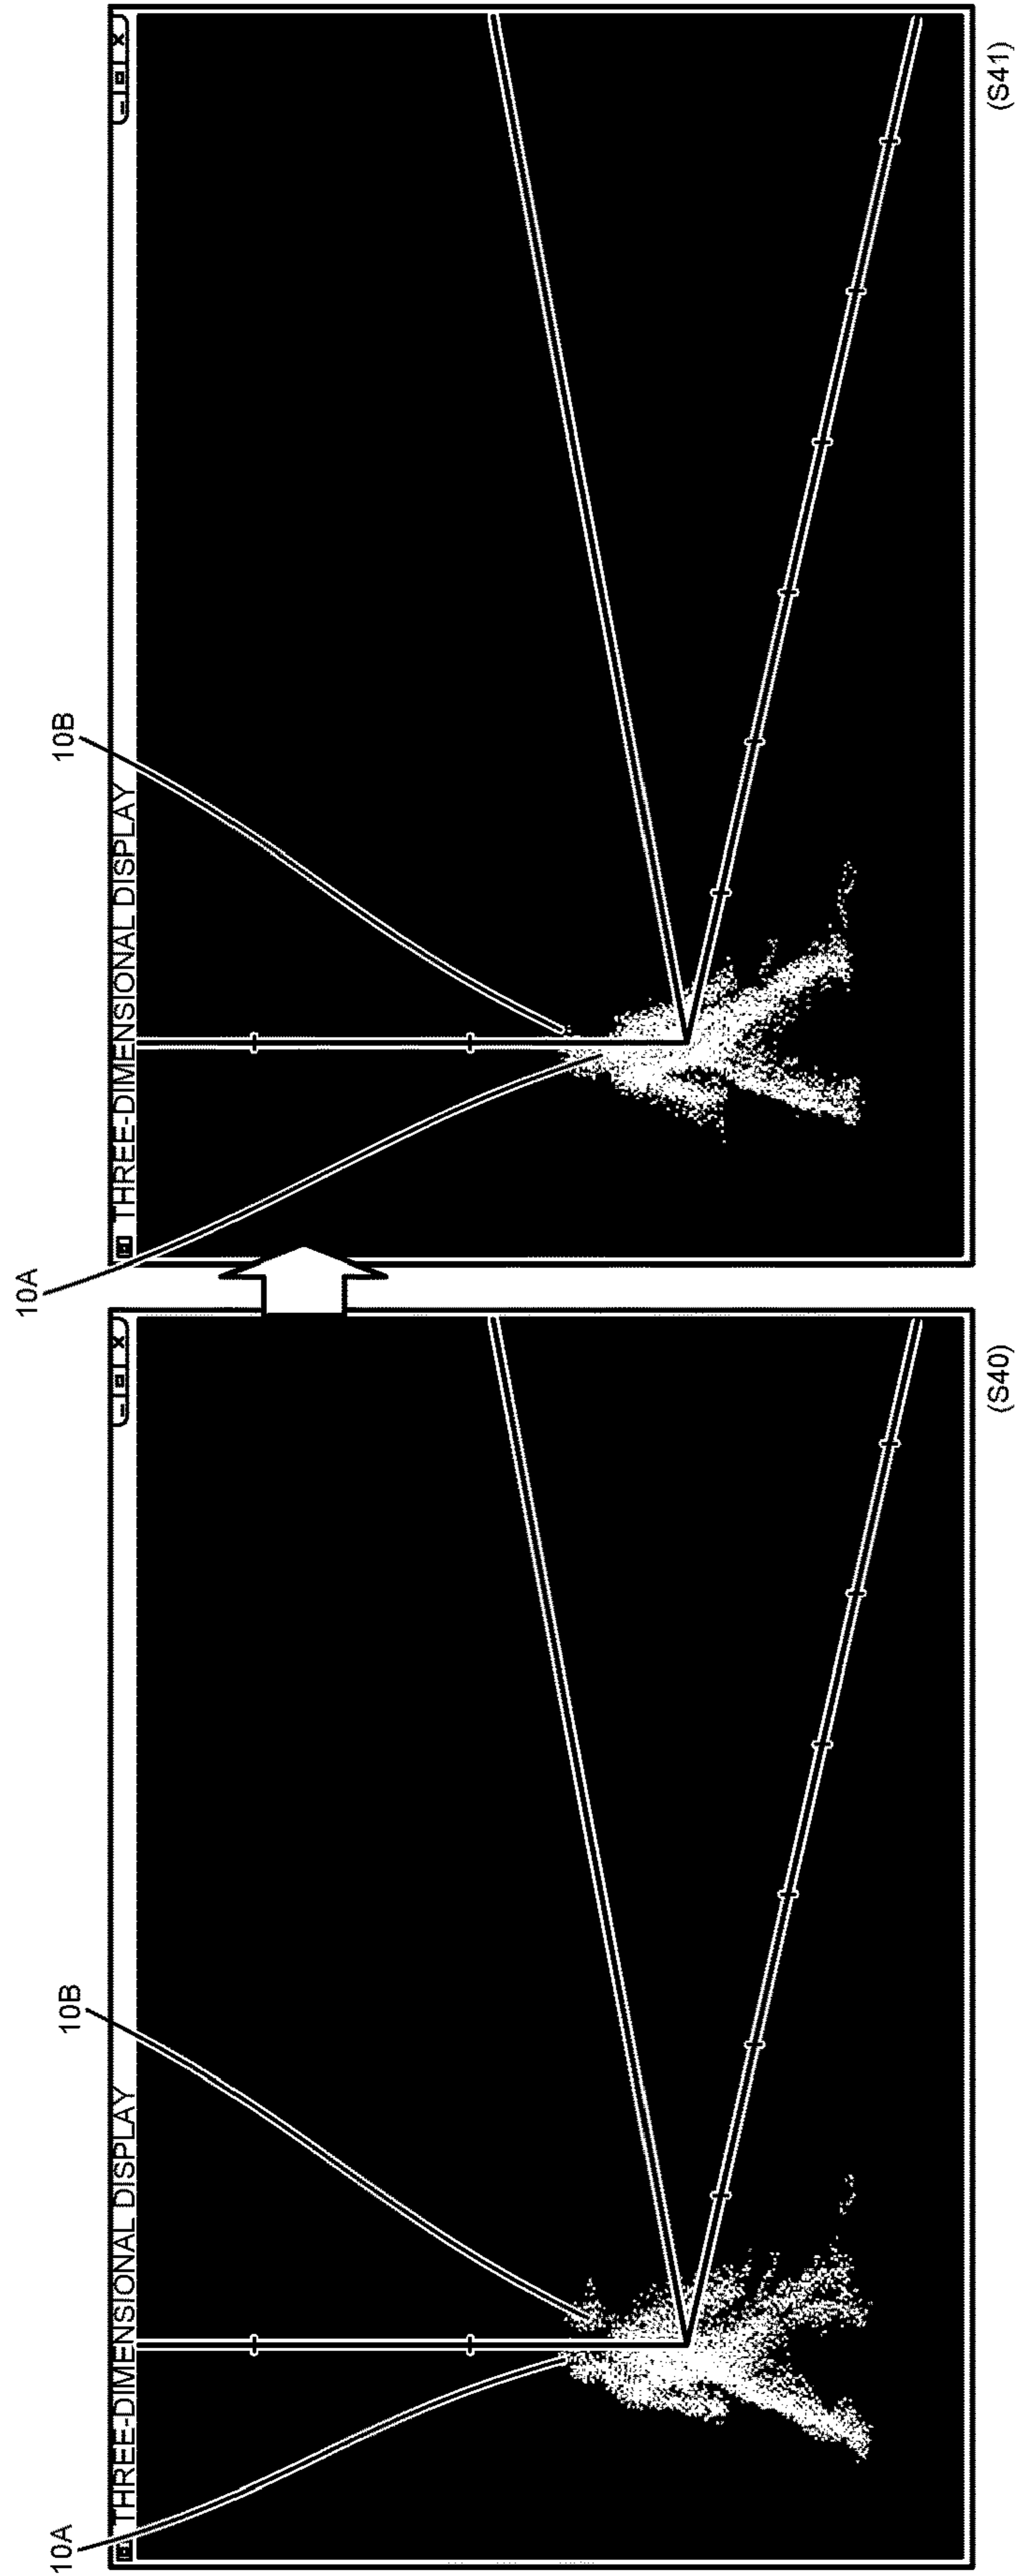 10A
10B
THREE-DIMENSIONAL DISPLAY
(S40)
10A
10B
THREE-DIMENSIONAL DISPLAY
(S41)